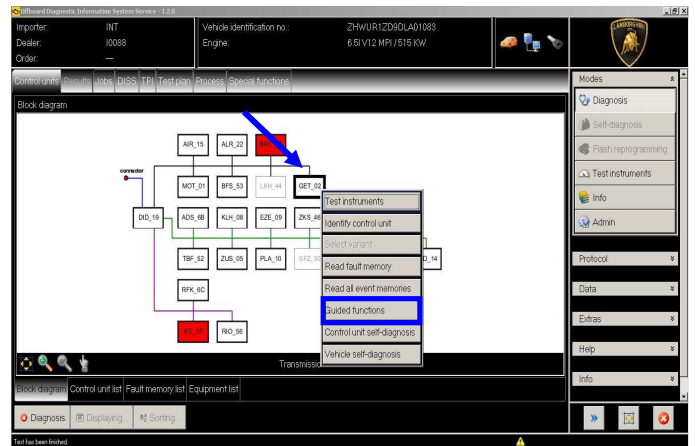 Offboard Diagnostic Information System Service - 1.2.0
Importer: INT
Dealer: I0088
Order: —
Vehicle identification no.: ZHWUR1ZD9DLA01083
Engine: 6.5l V12 MPI / 515 KW
LAMBORGHINI
Control units Results Jobs DISS TPI Test plan Process Special functions
Block diagram
AIR_15 ALR_22
connector
MOT_01 BFS_53 LKH_44 GET_02
DID_19 ADS_6B KLH_08 EZE_09 ZKS_46
TBF_52 ZUS_05 PLA_10 D_14
RFK_6C
RIO_56
Test instruments
Identify control unit
Select variant
Read fault memory
Read all event memories
Guided functions
Control unit self-diagnosis
Vehicle self-diagnosis
Transmissio
Block diagram Control unit list Fault memory list Equipment list
Diagnosis Displaying... Sorting...
Test has been finished.
Modes
Diagnosis
Self-diagnosis
Flash reprogramming
Test instruments
Info
Admin
Protocol
Data
Extras
Help
Info